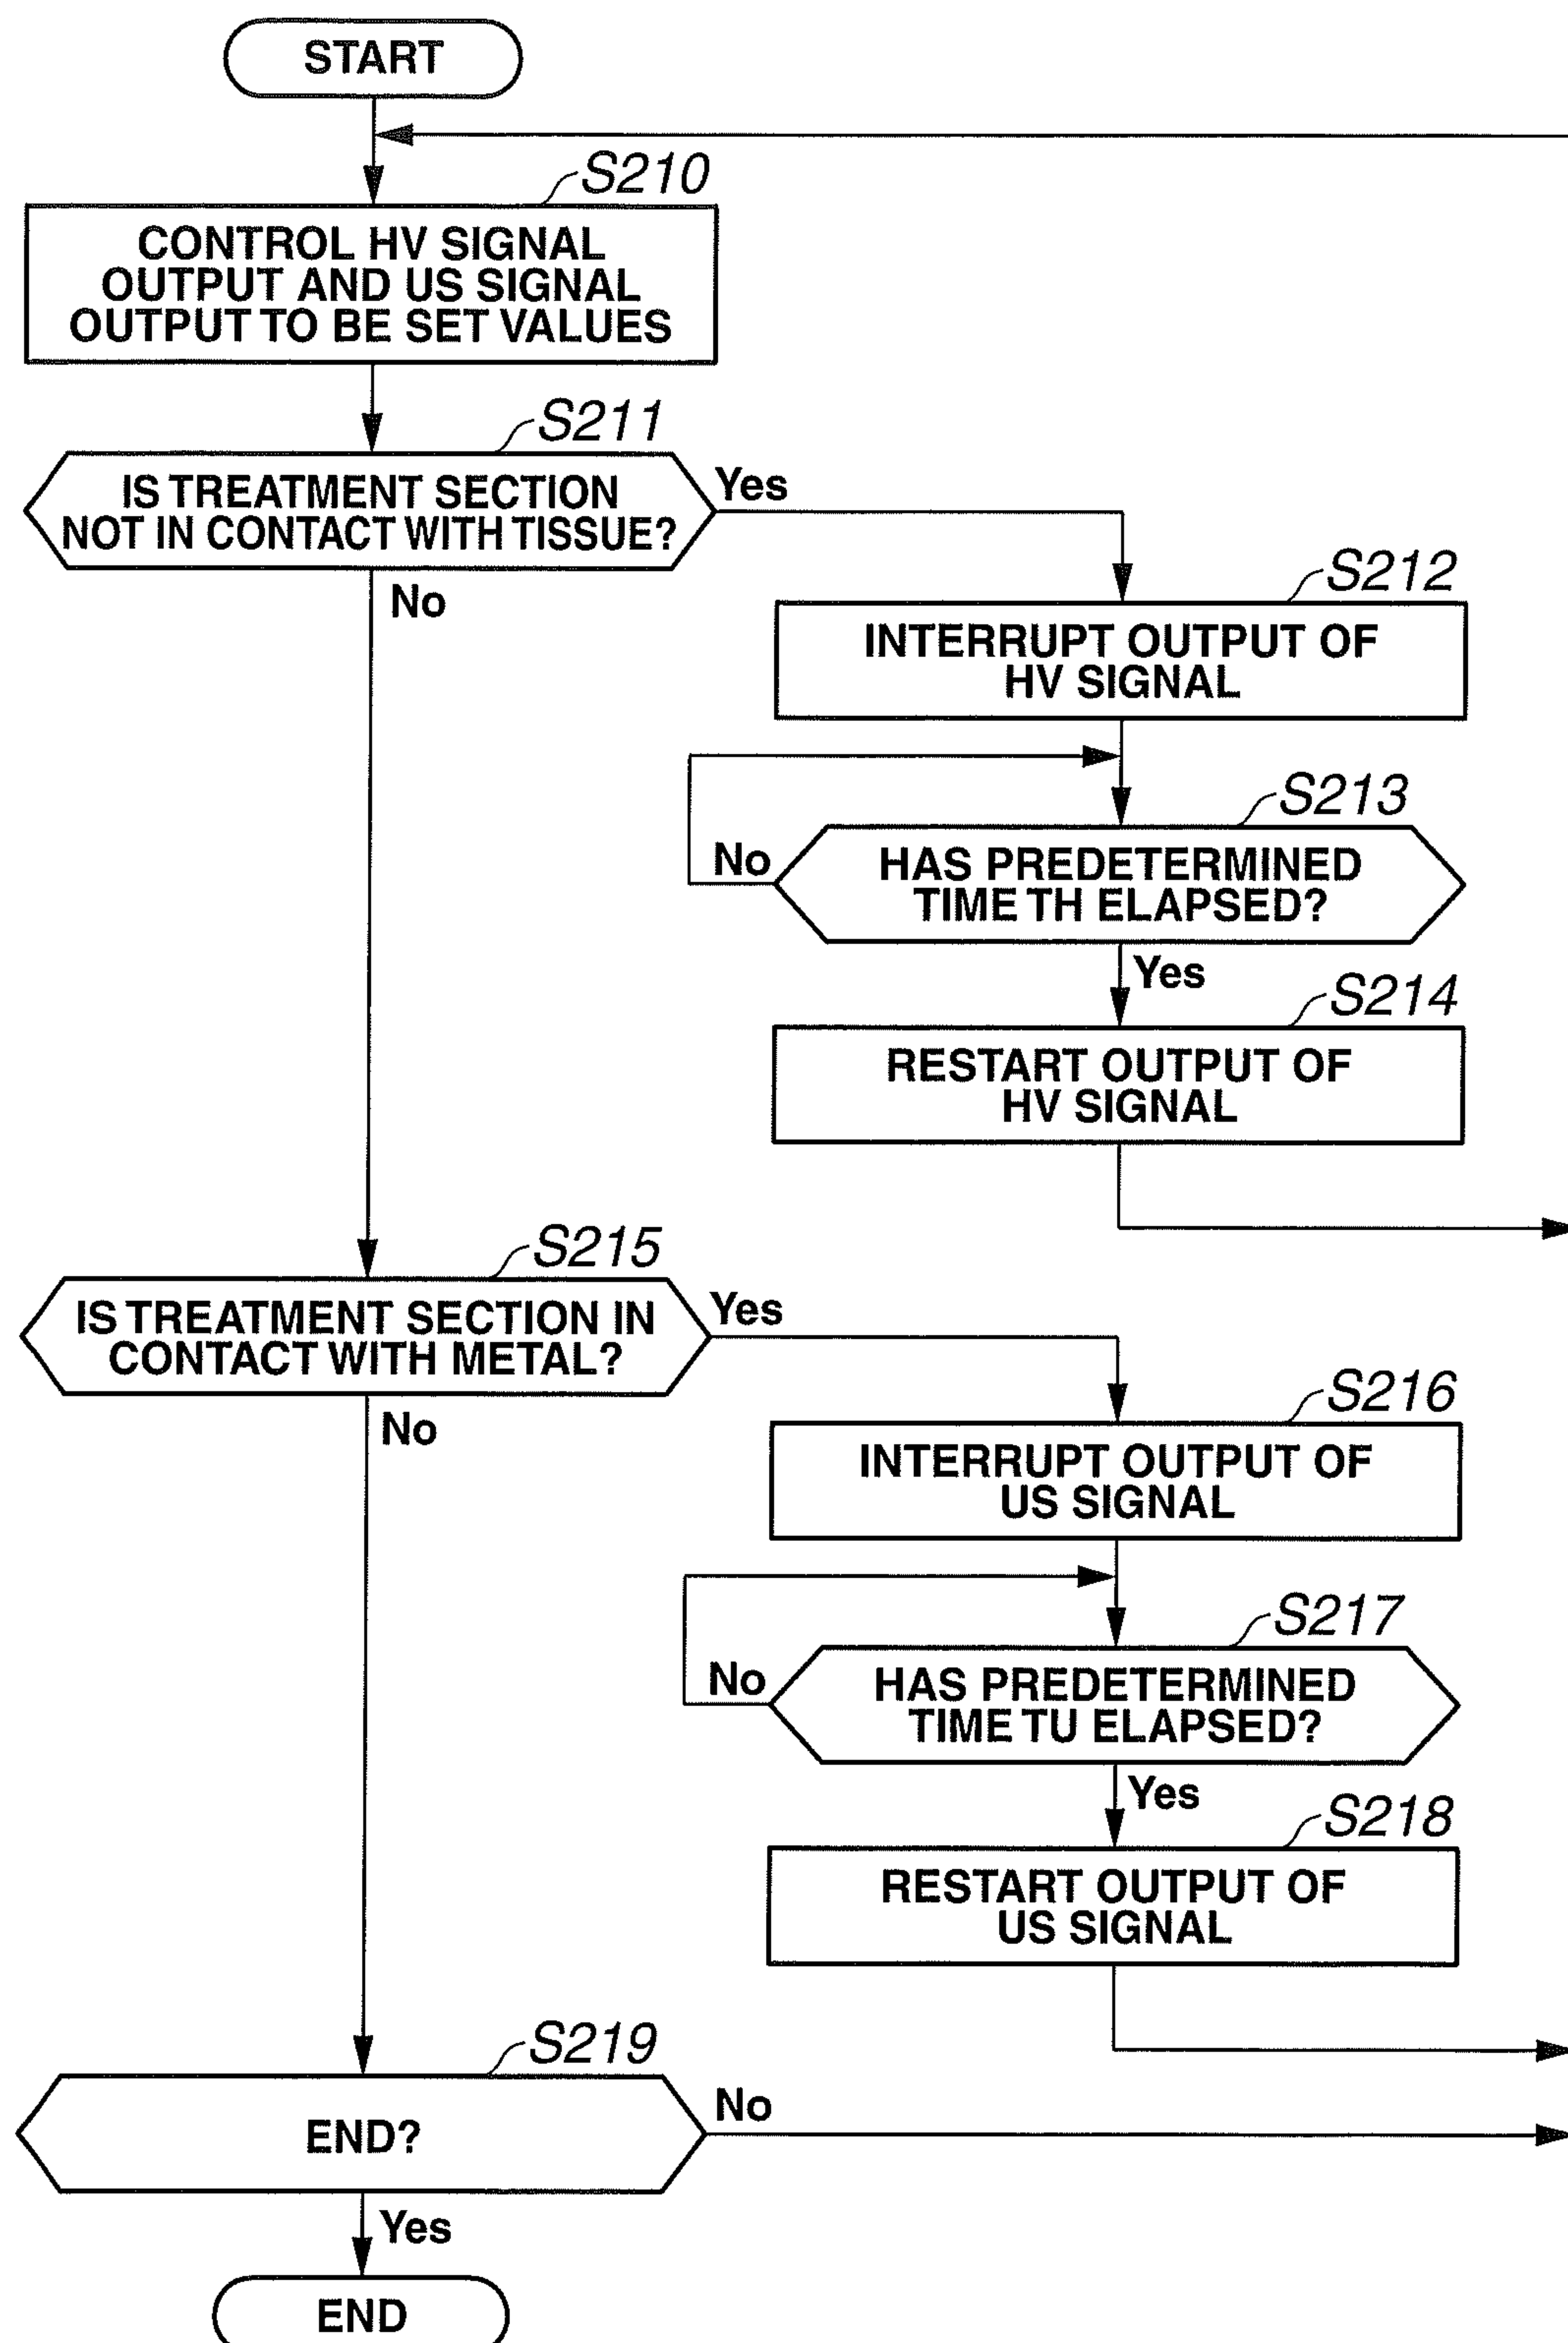 START
S210
CONTROL HV SIGNAL
OUTPUT AND US SIGNAL
OUTPUT TO BE SET VALUES
S211
IS TREATMENT SECTION
NOT IN CONTACT WITH TISSUE?
Yes
No
S212
INTERRUPT OUTPUT OF
HV SIGNAL
S213
HAS PREDETERMINED
TIME TH ELAPSED?
No
Yes
S214
RESTART OUTPUT OF
HV SIGNAL
S215
IS TREATMENT SECTION IN
CONTACT WITH METAL?
Yes
No
S216
INTERRUPT OUTPUT OF
US SIGNAL
S217
HAS PREDETERMINED
TIME TU ELAPSED?
No
Yes
S218
RESTART OUTPUT OF
US SIGNAL
S219
END?
No
Yes
END